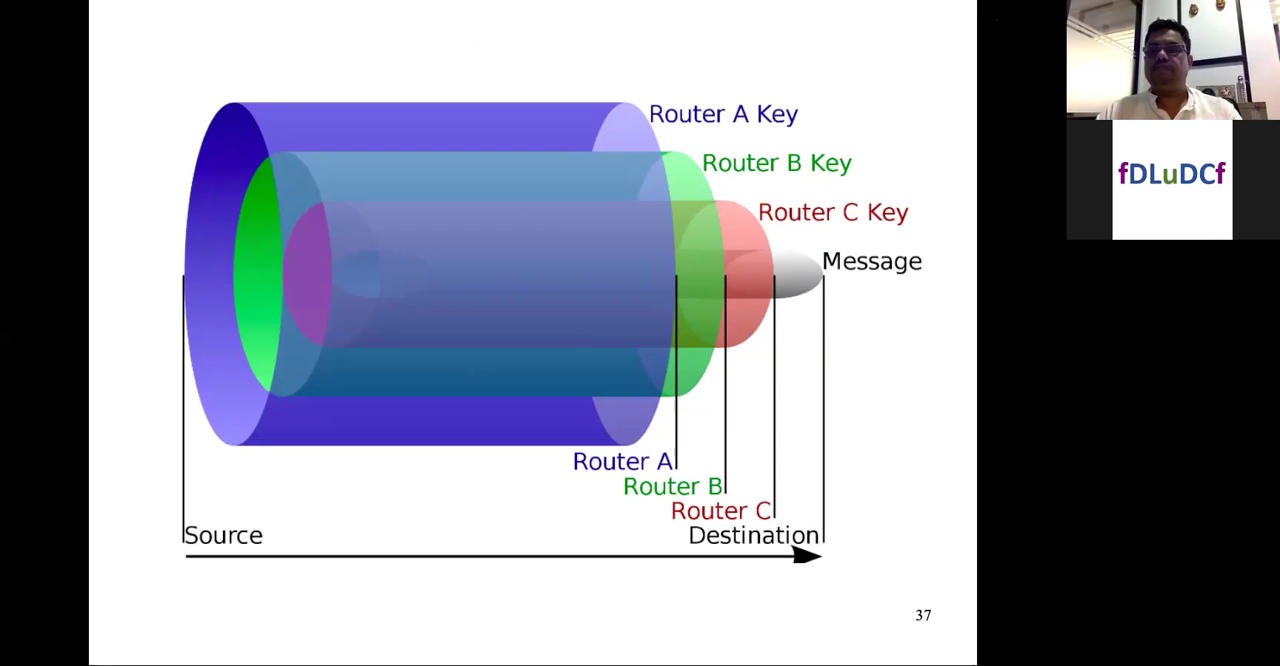 Router A Key
Router B Key
Router C Key
Message
Router A
Router B
Router C
Source
Destination
37
fDLuDCf